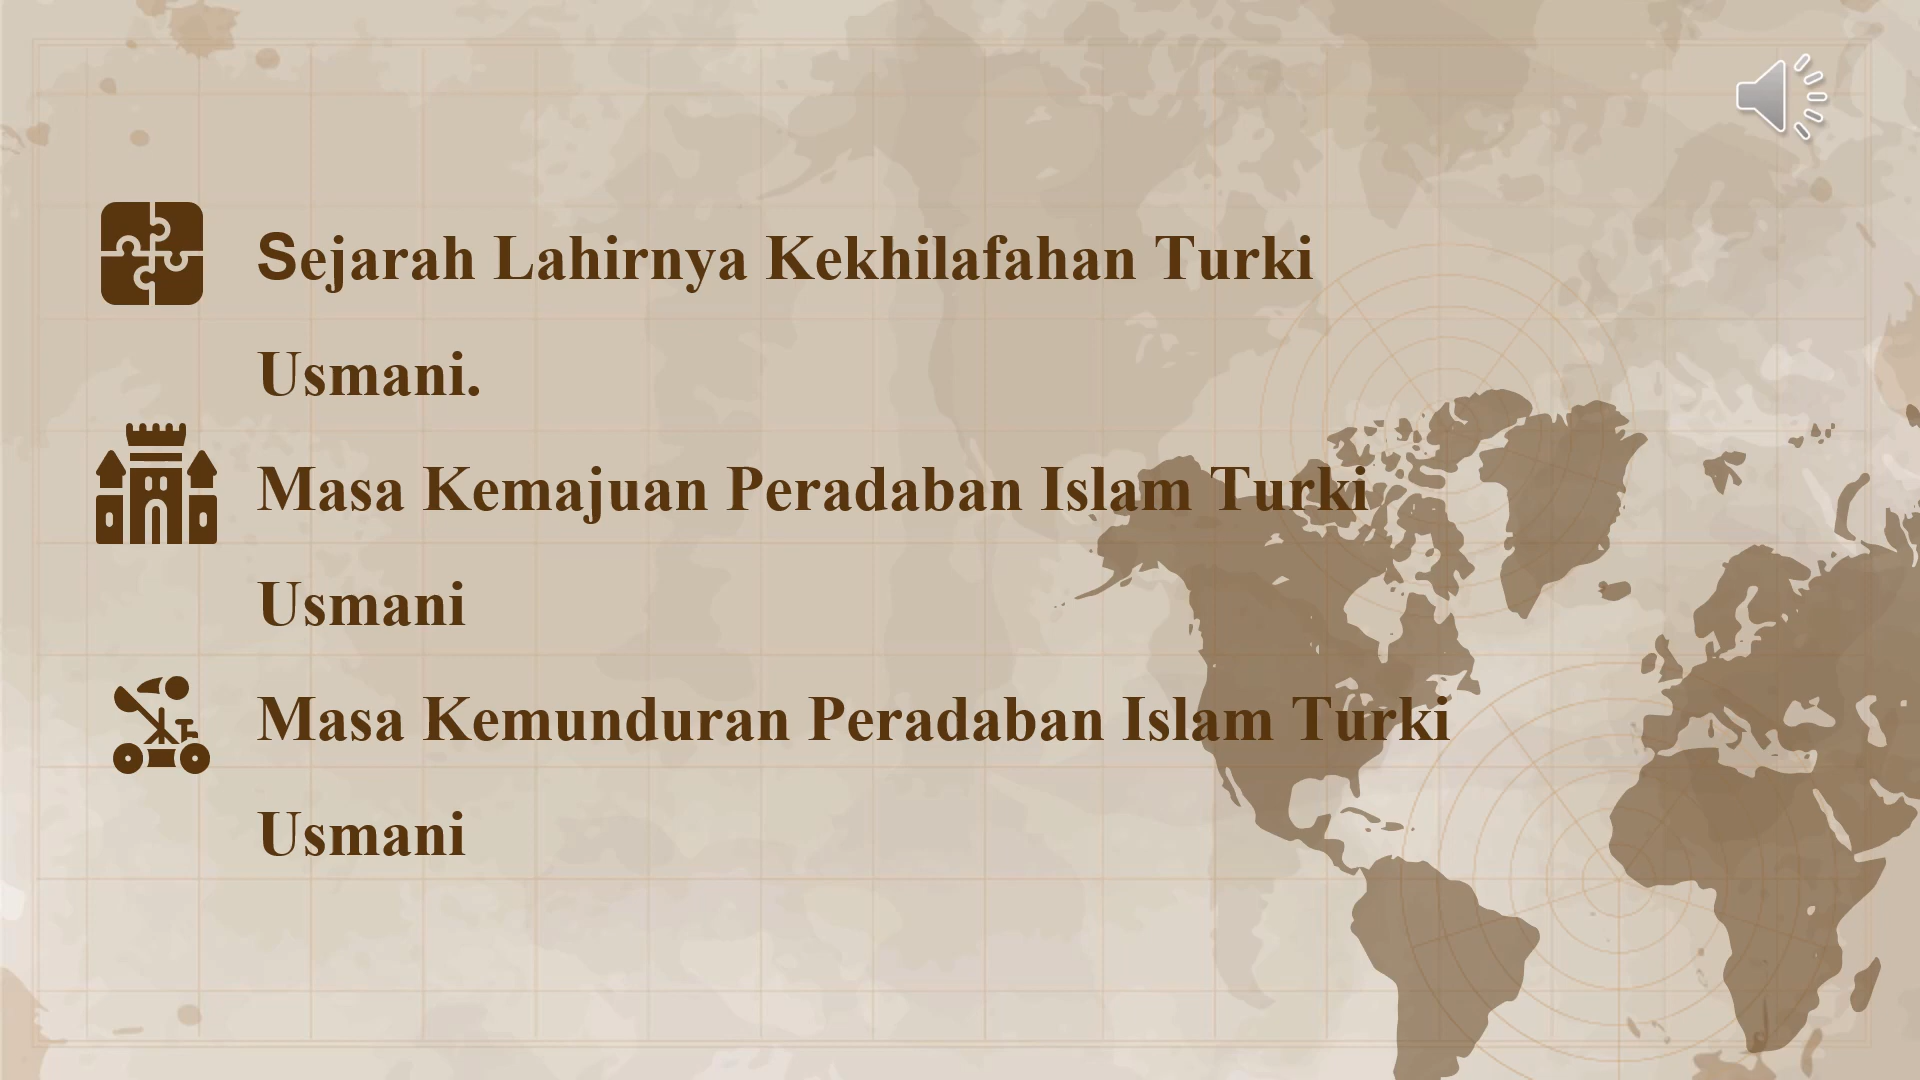 Sejarah Lahirnya Kekhilafahan Turki
Usmani.
Masa Kemajuan Peradaban Islam Turki
Usmani
Masa Kemunduran Peradaban Islam Turki
Usmani